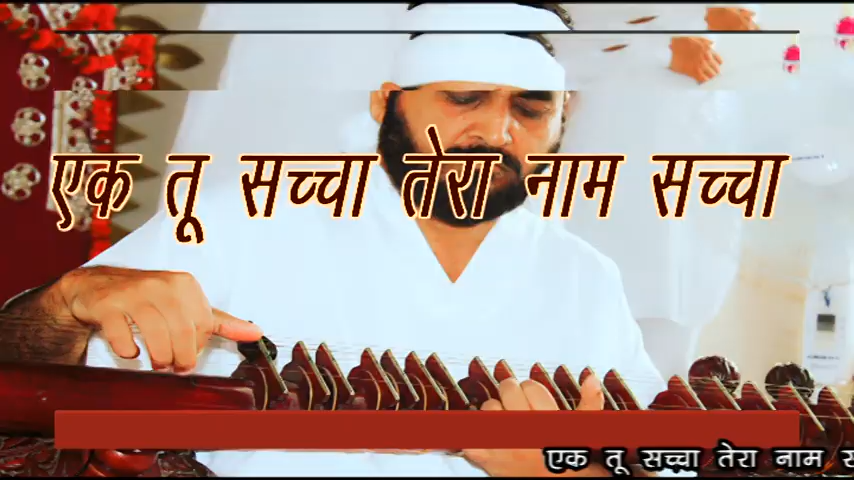 एक तू सच्चा तेरा नाम सच्चा
एक तू सच्चा तेरा नाम